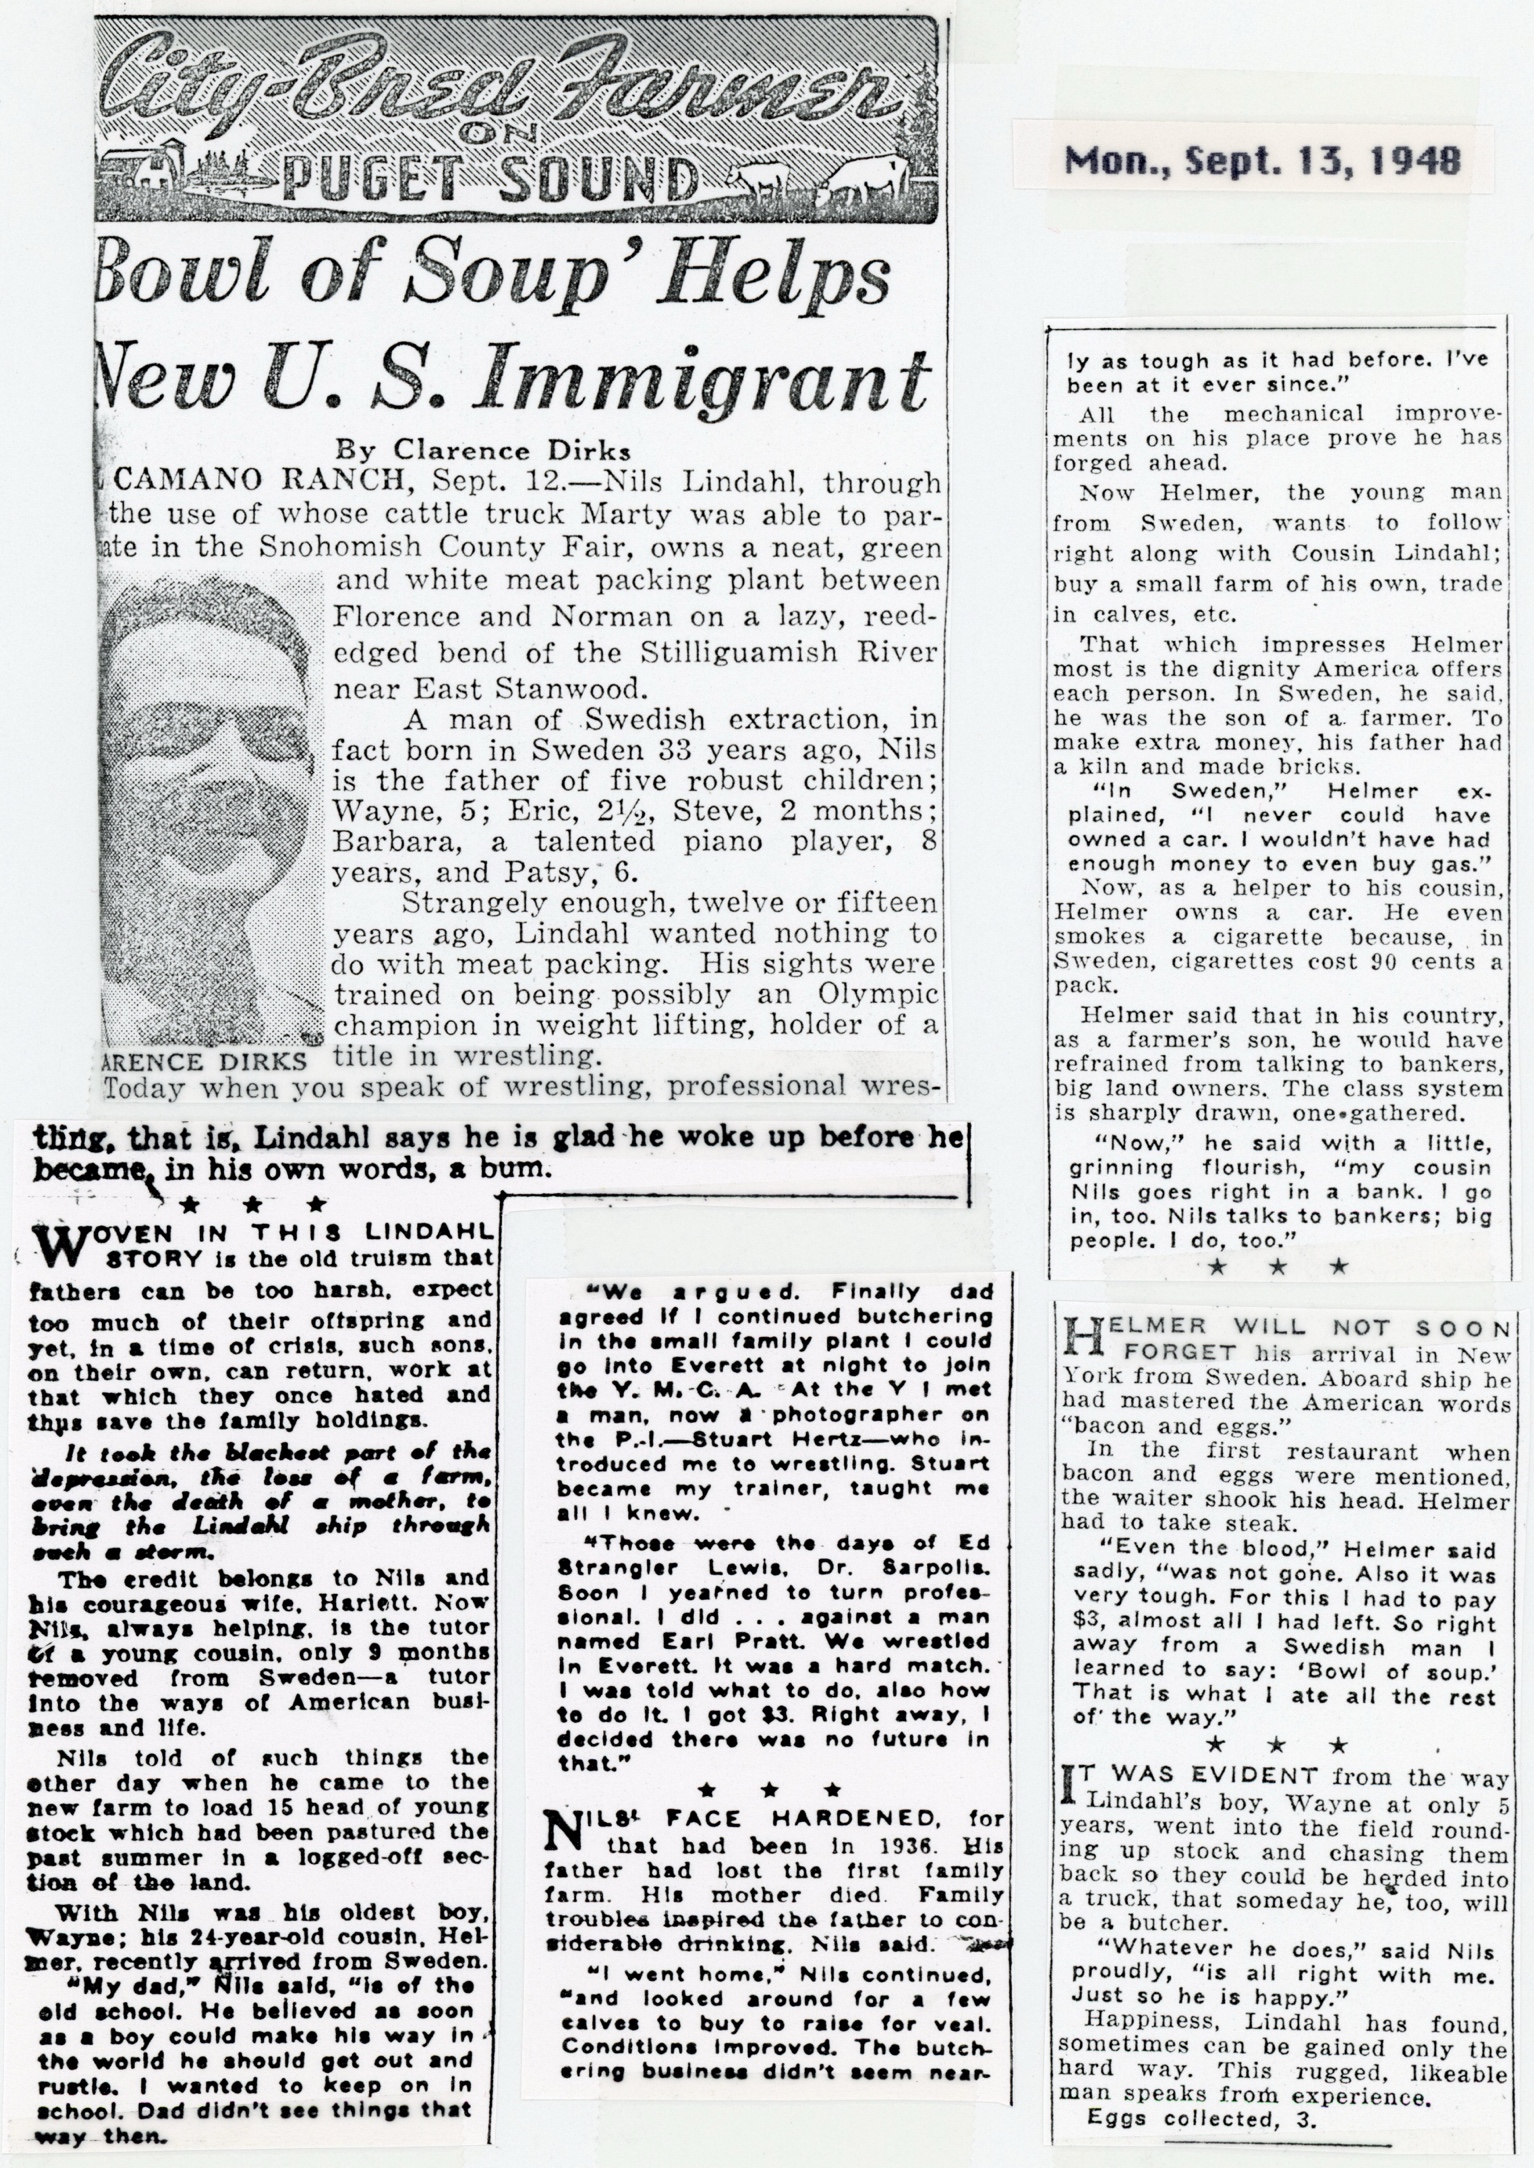 City-Bred Farmer
ON
PUGET SOUND
Mon., Sept. 13, 1948
Bowl of Soup' Helps
New U. S. Immigrant
By Clarence Dirks
CAMANO RANCH, Sept. 12.—Nils Lindahl, through
the use of whose cattle truck Marty was able to par-
ate in the Snohomish County Fair, owns a neat, green
and white meat packing plant between
Florence and Norman on a lazy, reed-
edged bend of the Stilliguamish River
near East Stanwood.
A man of Swedish extraction, in
fact born in Sweden 33 years ago, Nils
is the father of five robust children;
Wayne, 5; Eric, 2½, Steve, 2 months;
Barbara, a talented piano player, 8
years, and Patsy, 6.
Strangely enough, twelve or fifteen
years ago, Lindahl wanted nothing to
do with meat packing. His sights were
trained on being possibly an Olympic
champion in weight lifting, holder of a
title in wrestling.
ARENCE DIRKS
Today when you speak of wrestling, professional wres-
tling, that is, Lindahl says he is glad he woke up before he
became, in his own words, a bum.
★ ★ ★
WOVEN IN THIS LINDAHL
STORY is the old truism that
fathers can be too harsh, expect
too much of their offspring and
yet, in a time of crisis, such sons,
on their own, can return, work at
that which they once hated and
thus save the family holdings.
It took the blackest part of the
depression, the loss of a farm,
even the death of a mother, to
bring the Lindahl ship through
such a storm.
The credit belongs to Nils and
his courageous wife, Harlett. Now
Nils, always helping, is the tutor
of a young cousin, only 9 months
removed from Sweden—a tutor
into the ways of American busi-
ness and life.
Nils told of such things the
other day when he came to the
new farm to load 15 head of young
stock which had been pastured the
past summer in a logged-off sec-
tion of the land.
With Nils was his oldest boy,
Wayne; his 24-year-old cousin, Hel-
mer, recently arrived from Sweden.
"My dad," Nils said, "is of the
old school. He believed as soon
as a boy could make his way in
the world he should get out and
rustle. I wanted to keep on in
school. Dad didn't see things that
way then.
"We argued. Finally dad
agreed if I continued butchering
in the small family plant I could
go into Everett at night to join
the Y. M. C. A. At the Y I met
a man, now a photographer on
the P.-I.—Stuart Hertz—who in-
troduced me to wrestling. Stuart
became my trainer, taught me
all I knew.
"Those were the days of Ed
Strangler Lewis, Dr. Sarpolis.
Soon I yearned to turn profes-
sional. I did . . . against a man
named Earl Pratt. We wrestled
in Everett. It was a hard match.
I was told what to do, also how
to do it. I got $3. Right away, I
decided there was no future in
that."
★ ★ ★
NILS' FACE HARDENED, for
that had been in 1936. His
father had lost the first family
farm. His mother died. Family
troubles inspired the father to con-
siderable drinking, Nils said.
"I went home," Nils continued,
"and looked around for a few
calves to buy to raise for veal.
Conditions improved. The butch-
ering business didn't seem near-
ly as tough as it had before. I've
been at it ever since."
All the mechanical improve-
ments on his place prove he has
forged ahead.
Now Helmer, the young man
from Sweden, wants to follow
right along with Cousin Lindahl;
buy a small farm of his own, trade
in calves, etc.
That which impresses Helmer
most is the dignity America offers
each person. In Sweden, he said,
he was the son of a farmer. To
make extra money, his father had
a kiln and made bricks.
"In Sweden," Helmer ex-
plained, "I never could have
owned a car. I wouldn't have had
enough money to even buy gas."
Now, as a helper to his cousin,
Helmer owns a car. He even
smokes a cigarette because, in
Sweden, cigarettes cost 90 cents a
pack.
Helmer said that in his country,
as a farmer's son, he would have
refrained from talking to bankers,
big land owners. The class system
is sharply drawn, one gathered.
"Now," he said with a little,
grinning flourish, "my cousin
Nils goes right in a bank. I go
in, too. Nils talks to bankers; big
people. I do, too."
★ ★ ★
HELMER WILL NOT SOON
FORGET his arrival in New
York from Sweden. Aboard ship he
had mastered the American words
"bacon and eggs."
In the first restaurant when
bacon and eggs were mentioned,
the waiter shook his head. Helmer
had to take steak.
"Even the blood," Helmer said
sadly, "was not gone. Also it was
very tough. For this I had to pay
$3, almost all I had left. So right
away from a Swedish man I
learned to say: 'Bowl of soup.'
That is what I ate all the rest
of the way."
★ ★ ★
IT WAS EVIDENT from the way
Lindahl's boy, Wayne at only 5
years, went into the field round-
ing up stock and chasing them
back so they could be herded into
a truck, that someday he, too, will
be a butcher.
"Whatever he does," said Nils
proudly, "is all right with me.
Just so he is happy."
Happiness, Lindahl has found,
sometimes can be gained only the
hard way. This rugged, likeable
man speaks from experience.
Eggs collected, 3.